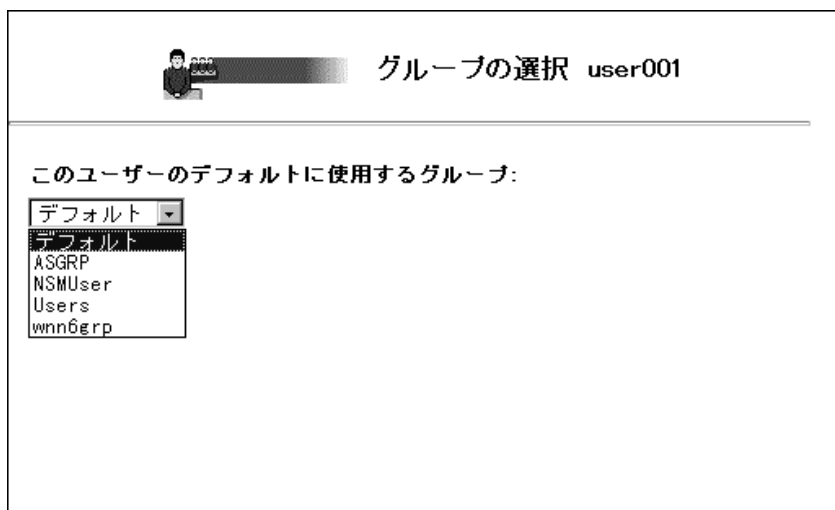 グループの選択 user001
このユーザーのデフォルトに使用するグループ:
デフォルト
デフォルト
ASGRP
NSMUser
Users
wnn6grp